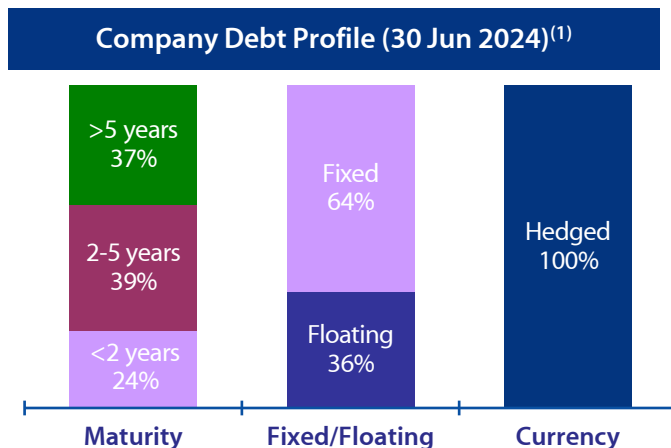 Company Debt Profile (30 Jun 2024)(1)
>5 years
37%
2-5 years
39%
<2 years
24%
Fixed
64%
Floating
36%
Hedged
100%
Maturity
Fixed/Floating
Currency